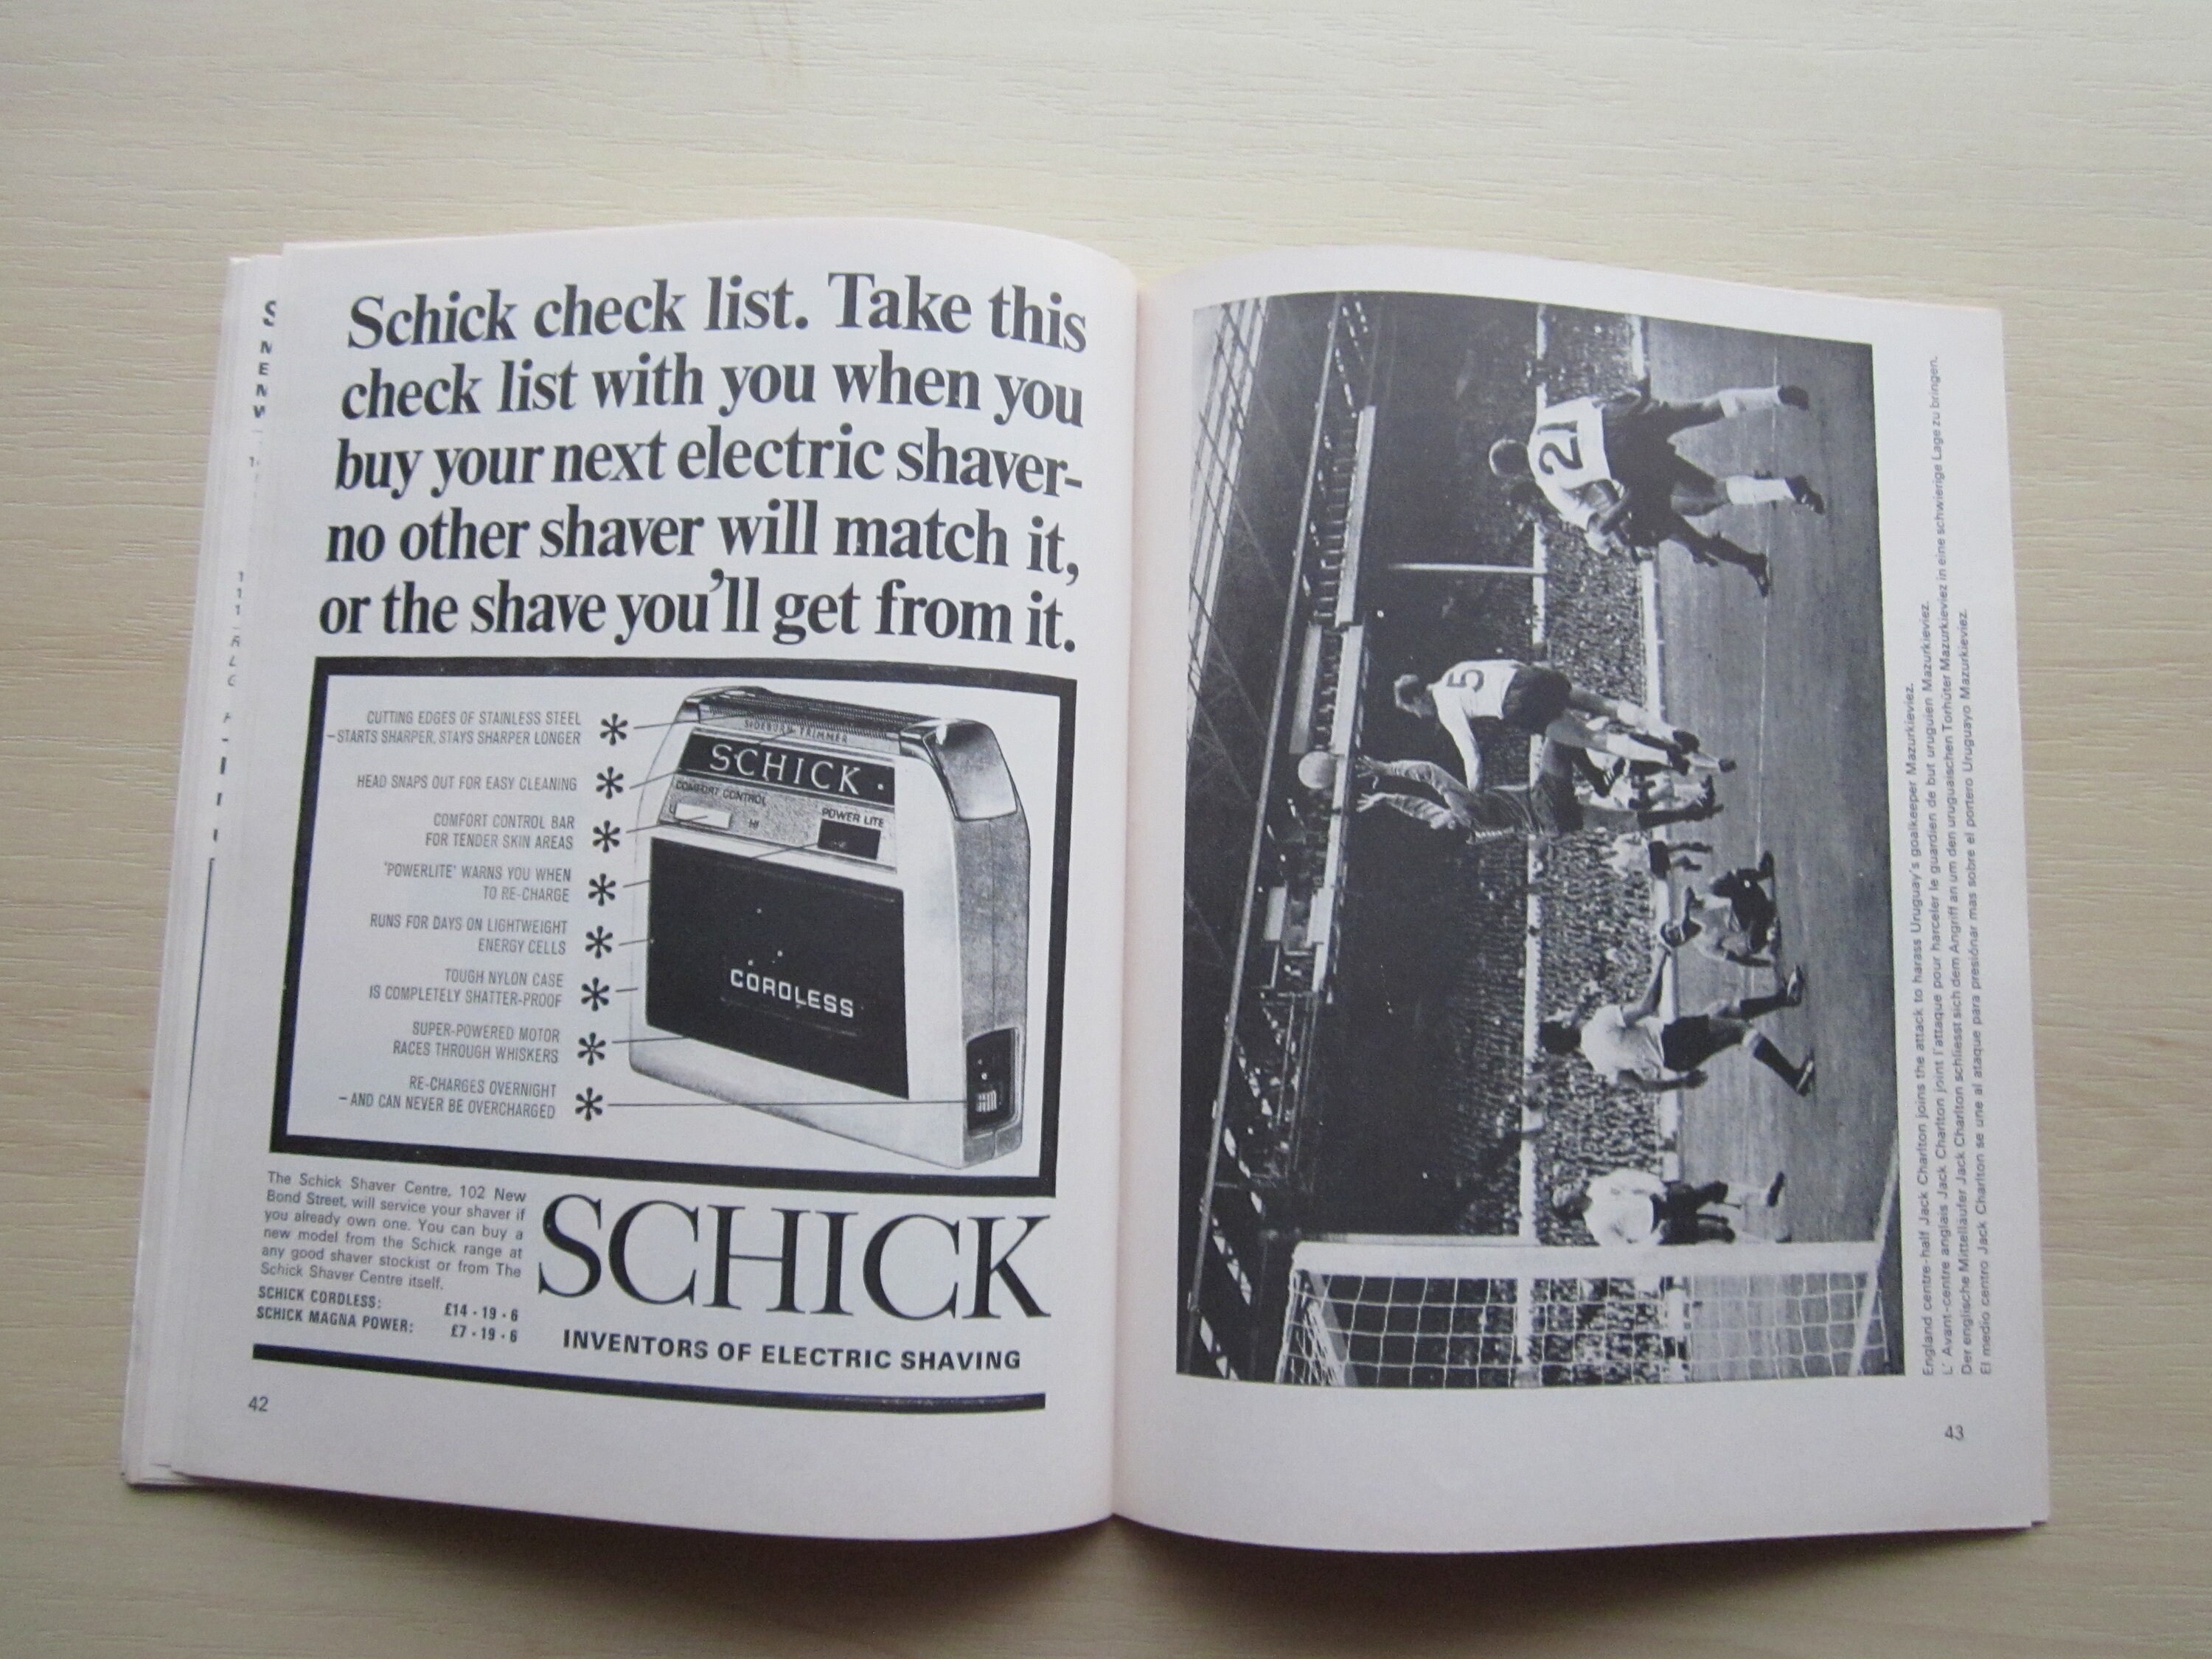 Schick check list. Take this
check list with you when you
buy your next electric shaver-
no other shaver will match it,
or the shave you'll get from it.
CUTTING EDGES OF STAINLESS STEEL
-STARTS SHARPER, STAYS SHARPER LONGER
HEAD SNAPS OUT FOR EASY CLEANING
COMFORT CONTROL BAR
FOR TENDER SKIN AREAS
'POWERLITE' WARNS YOU WHEN
TO RE-CHARGE
RUNS FOR DAYS ON LIGHTWEIGHT
ENERGY CELLS
TOUGH NYLON CASE
IS COMPLETELY SHATTER-PROOF
SUPER-POWERED MOTOR
RACES THROUGH WHISKERS
RE-CHARGES OVERNIGHT
- AND CAN NEVER BE OVERCHARGED
SIDEBURN TRIMMER
SCHICK
COMFORT CONTROL
HI
POWER LITE
CORDLESS
The Schick Shaver Centre, 102 New
Bond Street, will service your shaver if
you already own one. You can buy a
new model from the Schick range at
any good shaver stockist or from The
Schick Shaver Centre itself.
SCHICK CORDLESS: £14 - 19 - 6
SCHICK MAGNA POWER: £7 - 19 - 6
SCHICK
INVENTORS OF ELECTRIC SHAVING
42
21
5
England centre-half Jack Charlton joins the attack to harass Uruguay's goalkeeper Mazurkieviez.
L' Avant-centre anglais Jack Charlton joint l'attaque pour harceler le guardien de but uruguien Mazurkieviez.
Der englische Mittelläufer Jack Charlton schliesst sich dem Angriff an um den uruguaischen Torhüter Mazurkieviez in eine schwierige Lage zu bringen.
El medio centro Jack Charlton se une al ataque para presiónar mas sobre el portero Uruguayo Mazurkieviez.
43